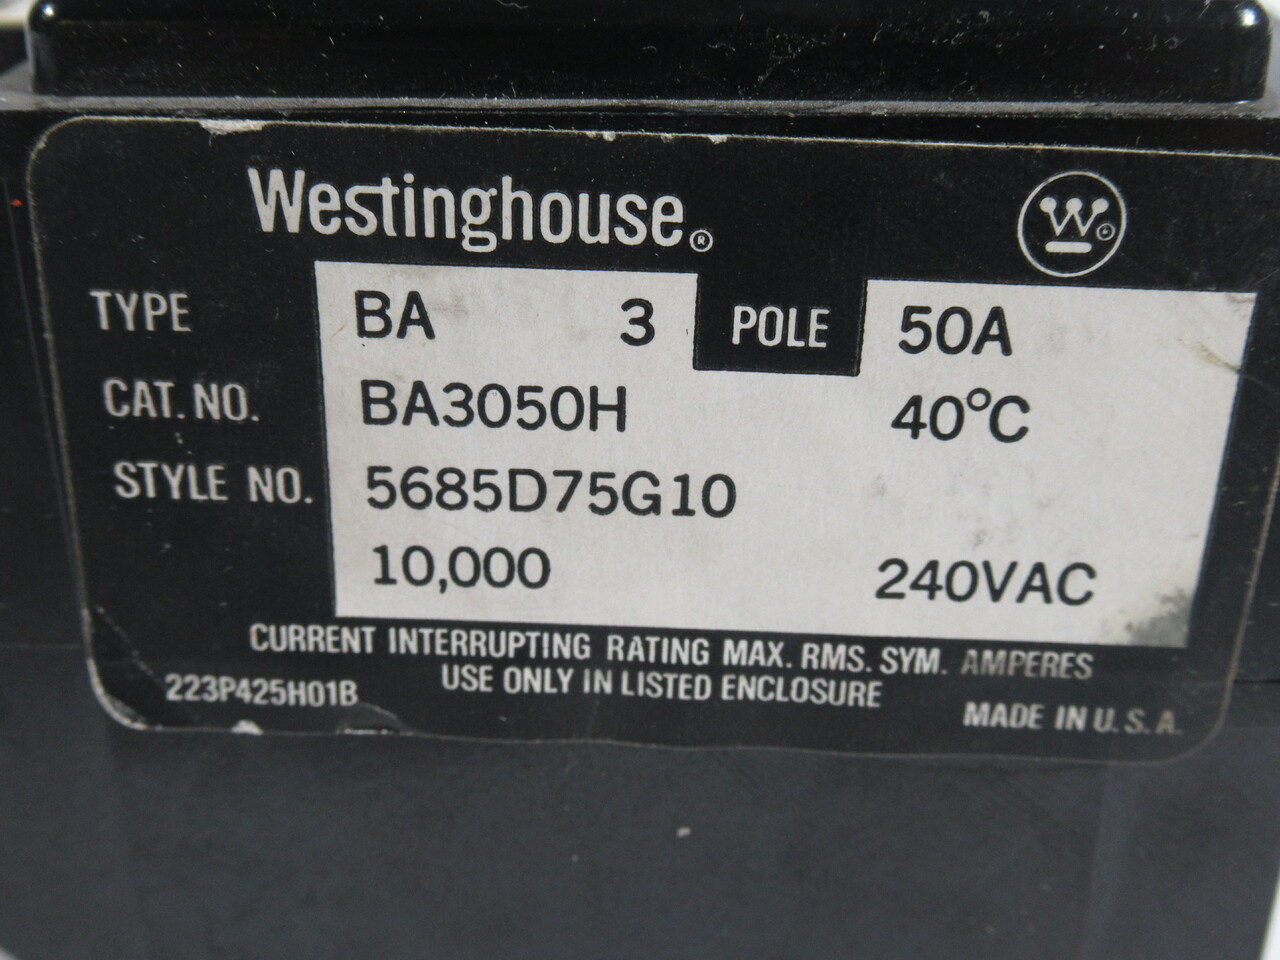 Westinghouse®
W
TYPE BA 3 POLE 50A
CAT. NO. BA3050H 40°C
STYLE NO. 5685D75G10
10,000 240VAC
CURRENT INTERRUPTING RATING MAX. RMS. SYM. AMPERES
USE ONLY IN LISTED ENCLOSURE
223P425H01B
MADE IN U.S.A.